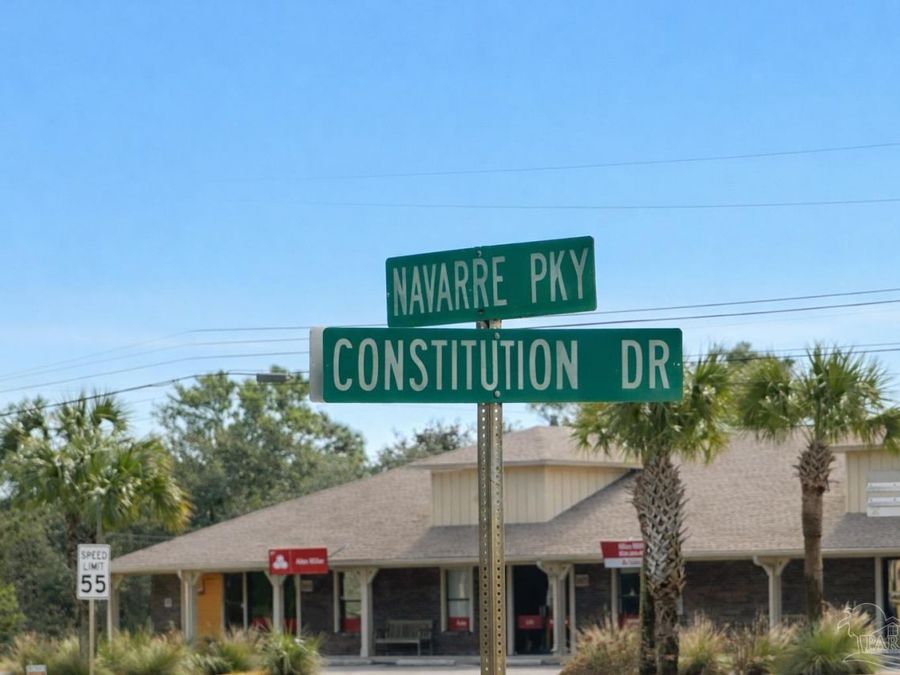 NAVARRE PKY
CONSTITUTION DR
SPEED
LIMIT
55